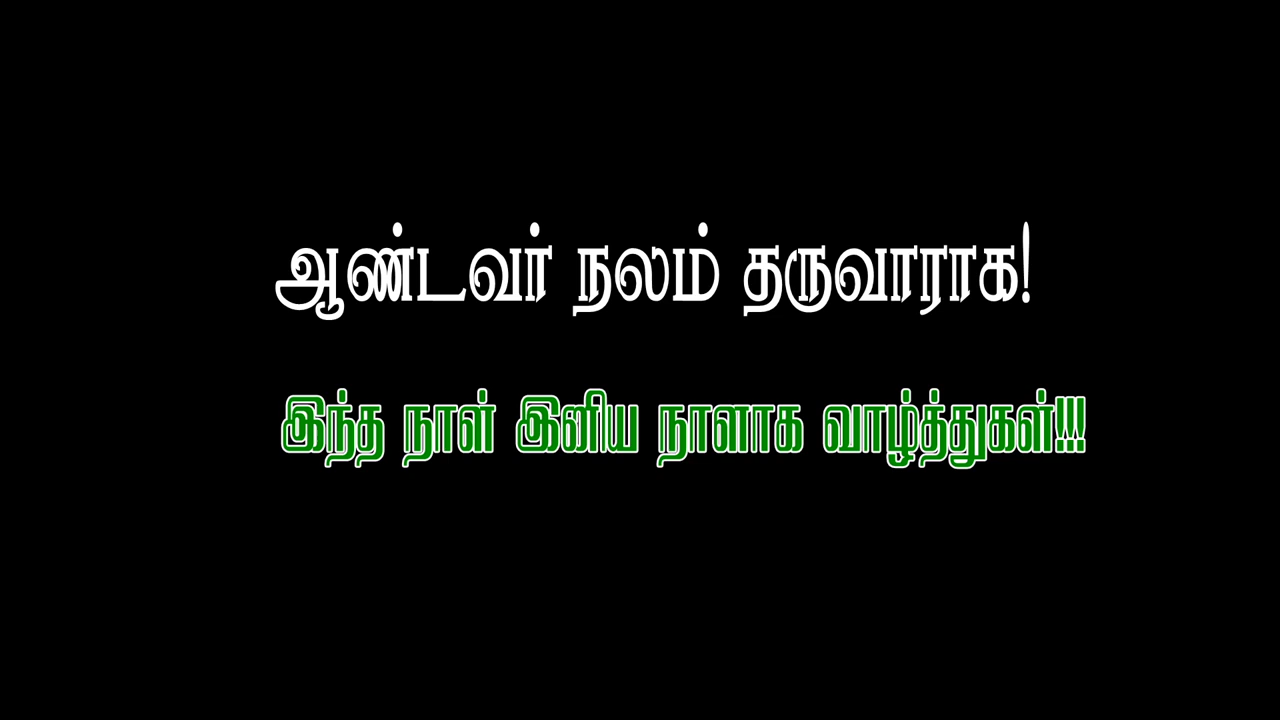 ஆண்டவர் நலம் தருவாராக!
இந்த நாள் இனிய நாளாக வாழ்த்துகள்!!!